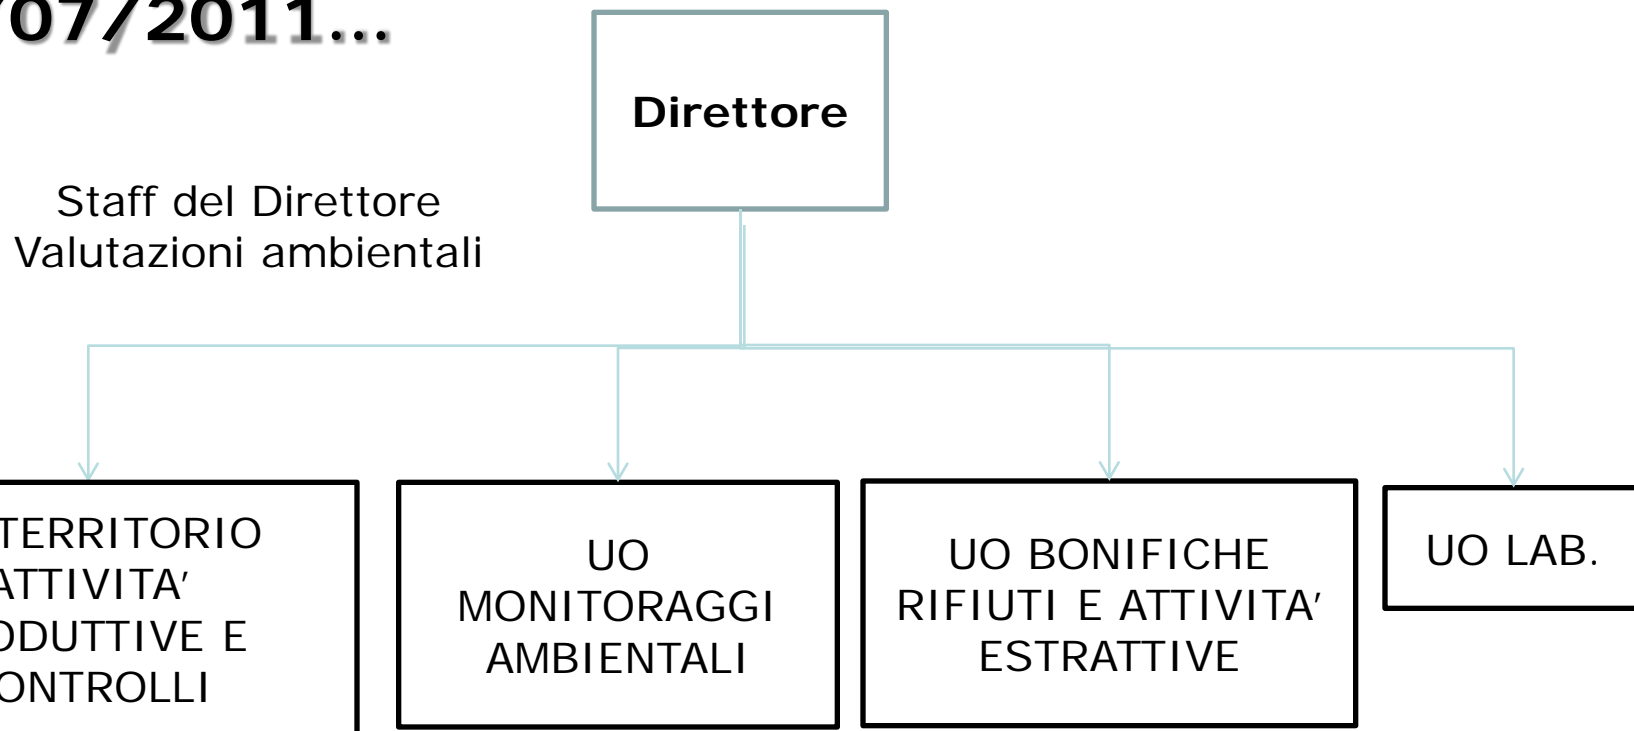 /07/2011...
Direttore
Staff del Direttore
Valutazioni ambientali
TERRITORIO
ATTIVITA’
ODUTTIVE E
ONTROLLI
UO
MONITORAGGI
AMBIENTALI
UO BONIFICHE
RIFIUTI E ATTIVITA’
ESTRATTIVE
UO LAB.